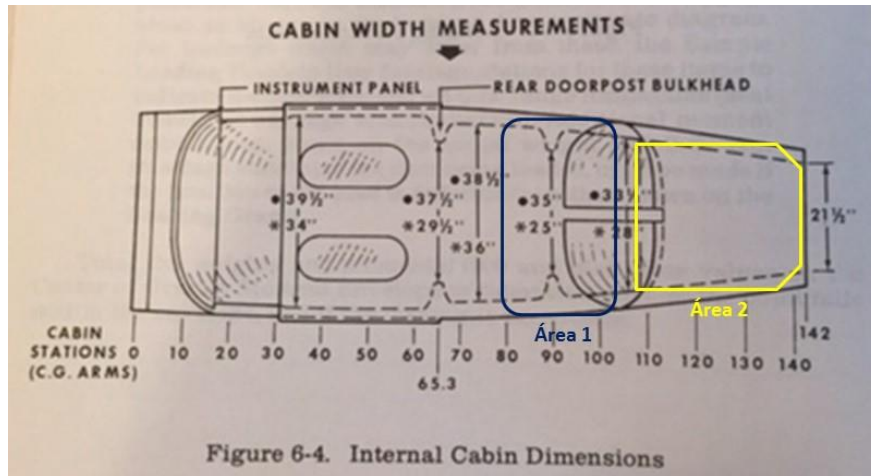 CABIN WIDTH MEASUREMENTS
INSTRUMENT PANEL
REAR DOORPOST BULKHEAD
●39½"
*34"
●37½"
*29½"
●38½"
*36"
●35"
*25"
●33½"
*28"
21½"
Área 1
Área 2
CABIN
STATIONS
(C.G. ARMS)
0 10 20 30 40 50 60 70 80 90 100 110 120 130 140
65.3
142
Figure 6-4. Internal Cabin Dimensions